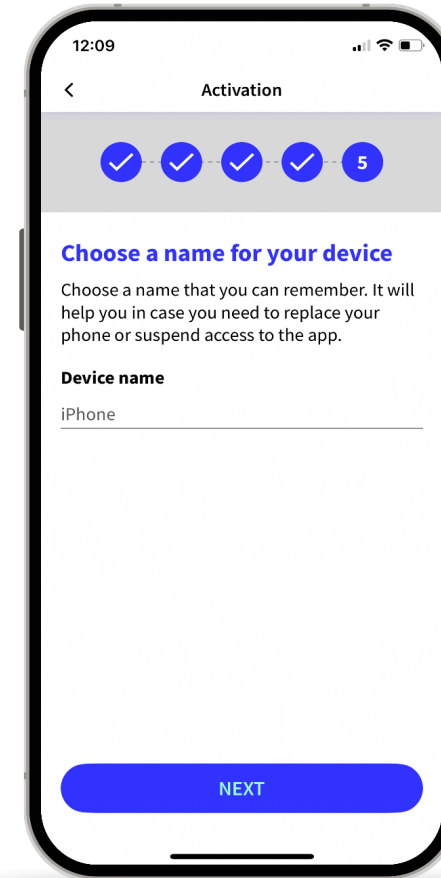 12:09
Activation
5
Choose a name for your device
Choose a name that you can remember. It will
help you in case you need to replace your
phone or suspend access to the app.
Device name
iPhone
NEXT